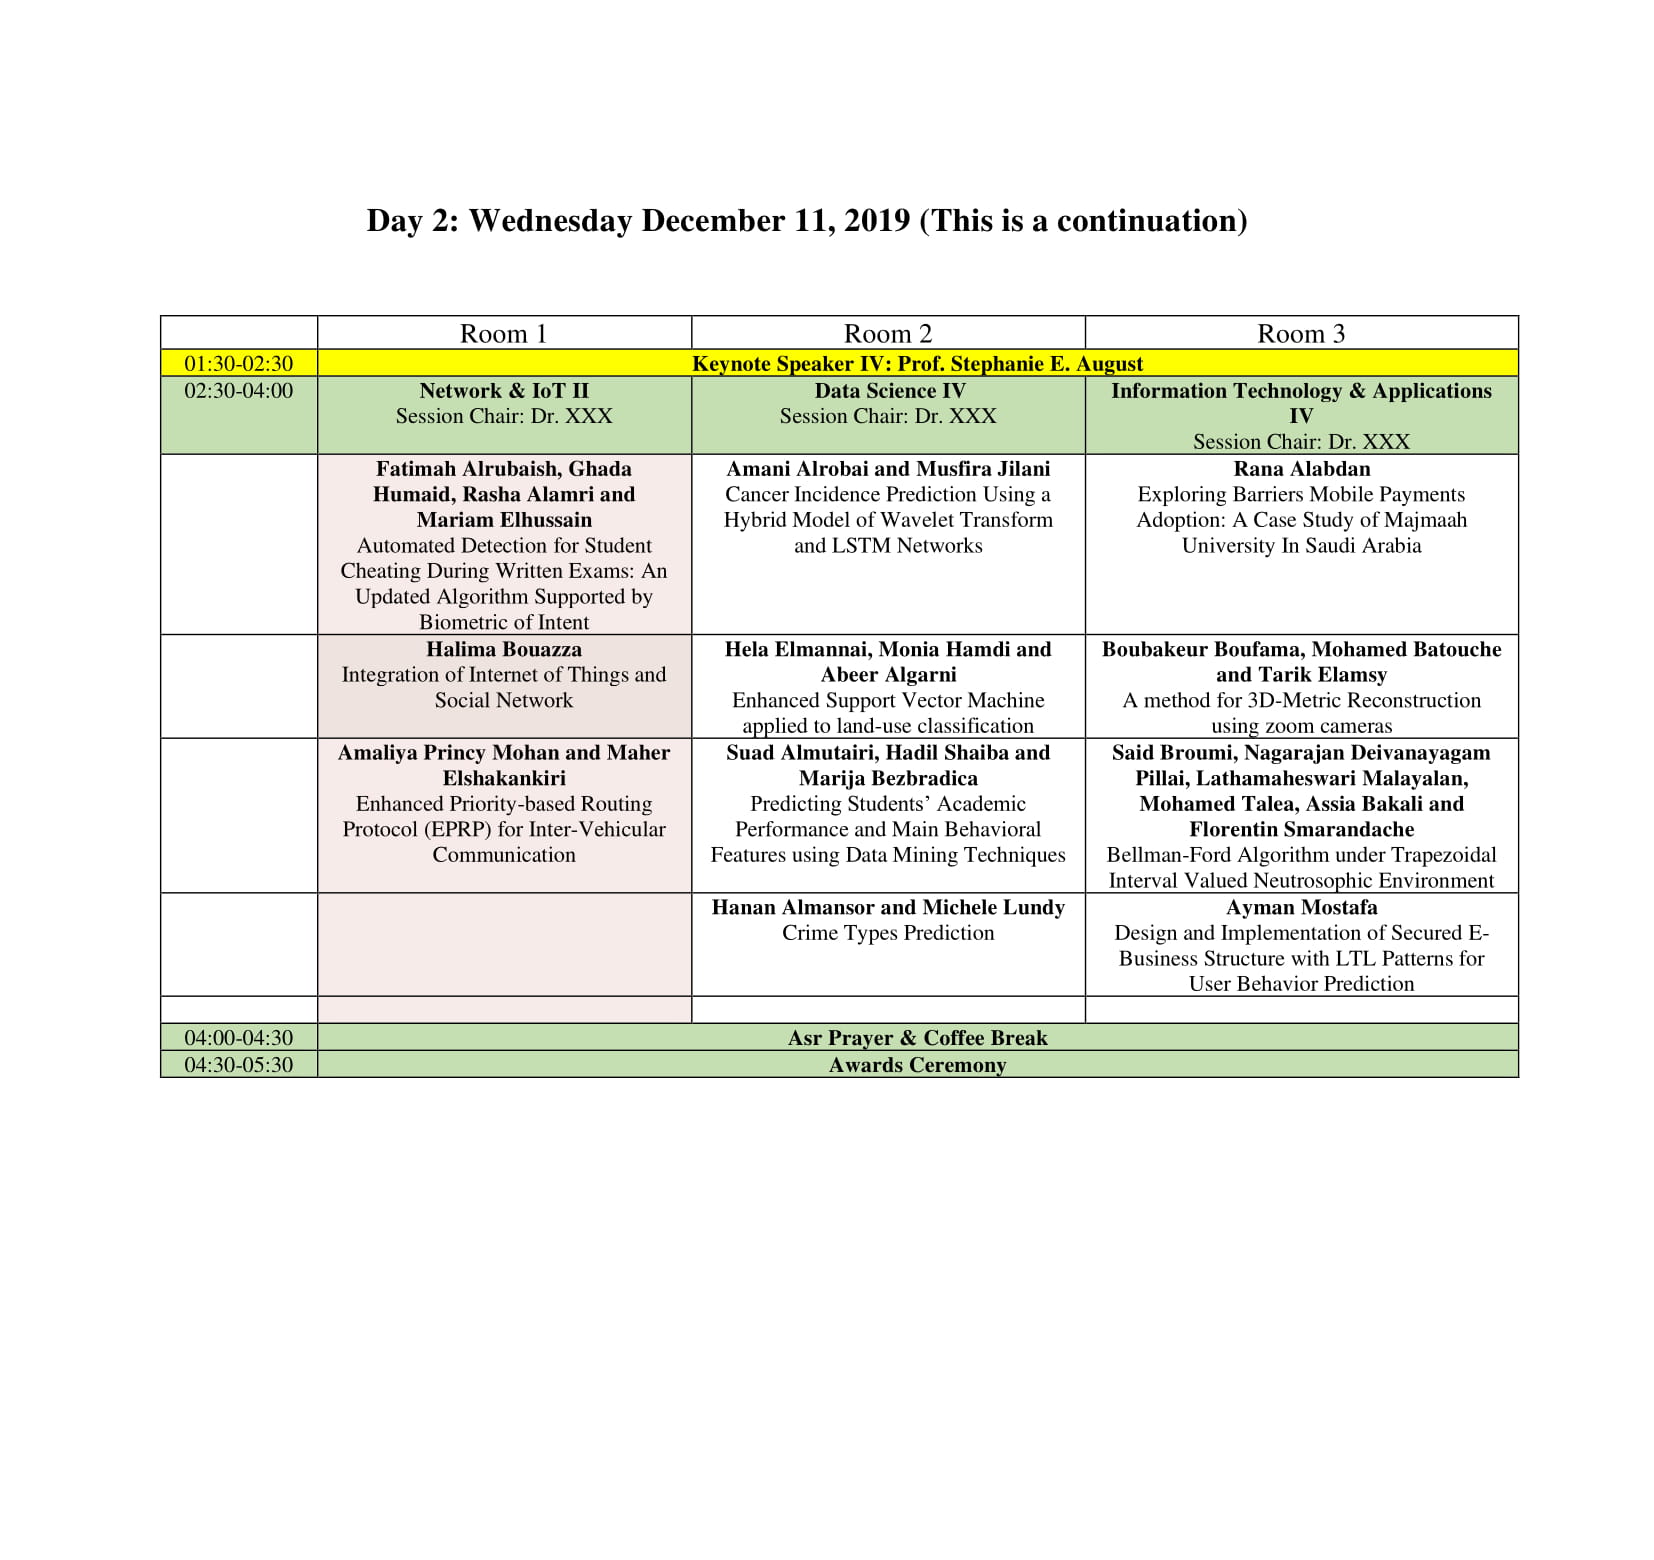 Day 2: Wednesday December 11, 2019 (This is a continuation)
Room 1
Room 2
Room 3
01:30-02:30
Keynote Speaker IV: Prof. Stephanie E. August
02:30-04:00
Network & IoT II
Session Chair: Dr. XXX
Data Science IV
Session Chair: Dr. XXX
Information Technology & Applications
IV
Session Chair: Dr. XXX
Fatimah Alrubaish, Ghada
Humaid, Rasha Alamri and
Mariam Elhussain
Automated Detection for Student
Cheating During Written Exams: An
Updated Algorithm Supported by
Biometric of Intent
Amani Alrobai and Musfira Jilani
Cancer Incidence Prediction Using a
Hybrid Model of Wavelet Transform
and LSTM Networks
Rana Alabdan
Exploring Barriers Mobile Payments
Adoption: A Case Study of Majmaah
University In Saudi Arabia
Halima Bouazza
Integration of Internet of Things and
Social Network
Hela Elmannai, Monia Hamdi and
Abeer Algarni
Enhanced Support Vector Machine
applied to land-use classification
Boubakeur Boufama, Mohamed Batouche
and Tarik Elamsy
A method for 3D-Metric Reconstruction
using zoom cameras
Amaliya Princy Mohan and Maher
Elshakankiri
Enhanced Priority-based Routing
Protocol (EPRP) for Inter-Vehicular
Communication
Suad Almutairi, Hadil Shaiba and
Marija Bezbradica
Predicting Students’ Academic
Performance and Main Behavioral
Features using Data Mining Techniques
Said Broumi, Nagarajan Deivanayagam
Pillai, Lathamaheswari Malayalan,
Mohamed Talea, Assia Bakali and
Florentin Smarandache
Bellman-Ford Algorithm under Trapezoidal
Interval Valued Neutrosophic Environment
Hanan Almansor and Michele Lundy
Crime Types Prediction
Ayman Mostafa
Design and Implementation of Secured E-
Business Structure with LTL Patterns for
User Behavior Prediction
04:00-04:30
Asr Prayer & Coffee Break
04:30-05:30
Awards Ceremony